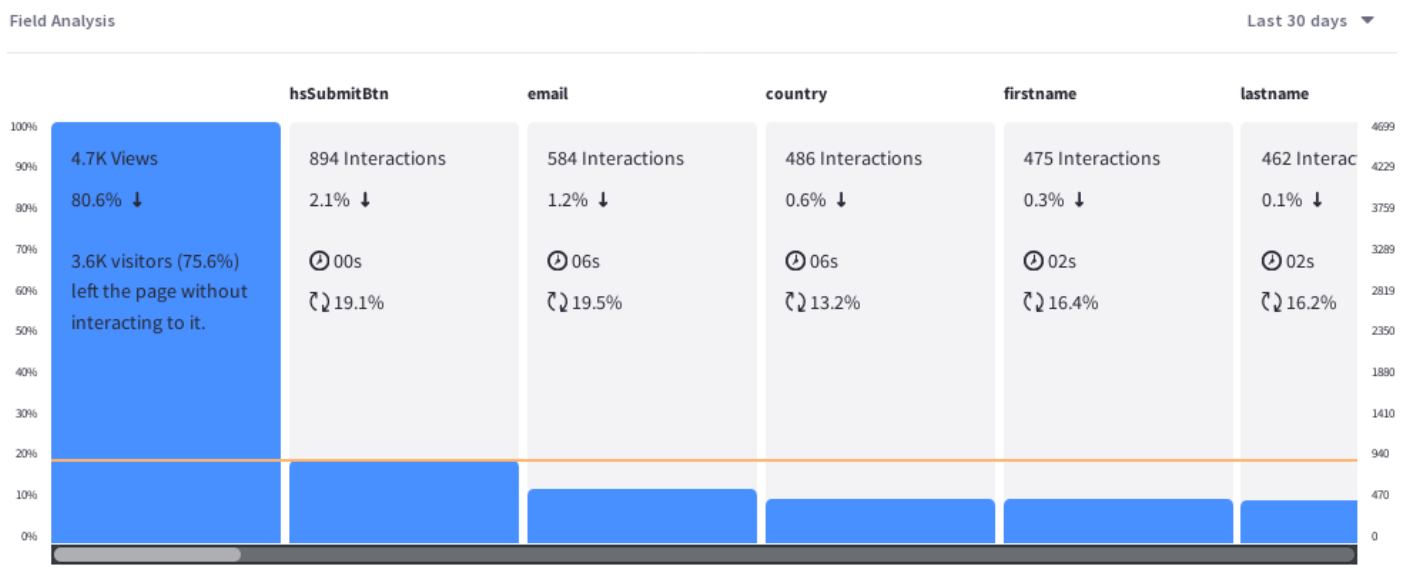 Field Analysis
Last 30 days
hsSubmitBtn
email
country
firstname
lastname
100%
90%
80%
70%
60%
50%
40%
30%
20%
10%
0%
4.7K Views
80.6% ↓
3.6K visitors (75.6%)
left the page without
interacting to it.
894 Interactions
2.1% ↓
00s
19.1%
584 Interactions
1.2% ↓
06s
19.5%
486 Interactions
0.6% ↓
06s
13.2%
475 Interactions
0.3% ↓
02s
16.4%
462 Interac
0.1% ↓
02s
16.2%
4699
4229
3759
3289
2819
2350
1880
1410
940
470
0